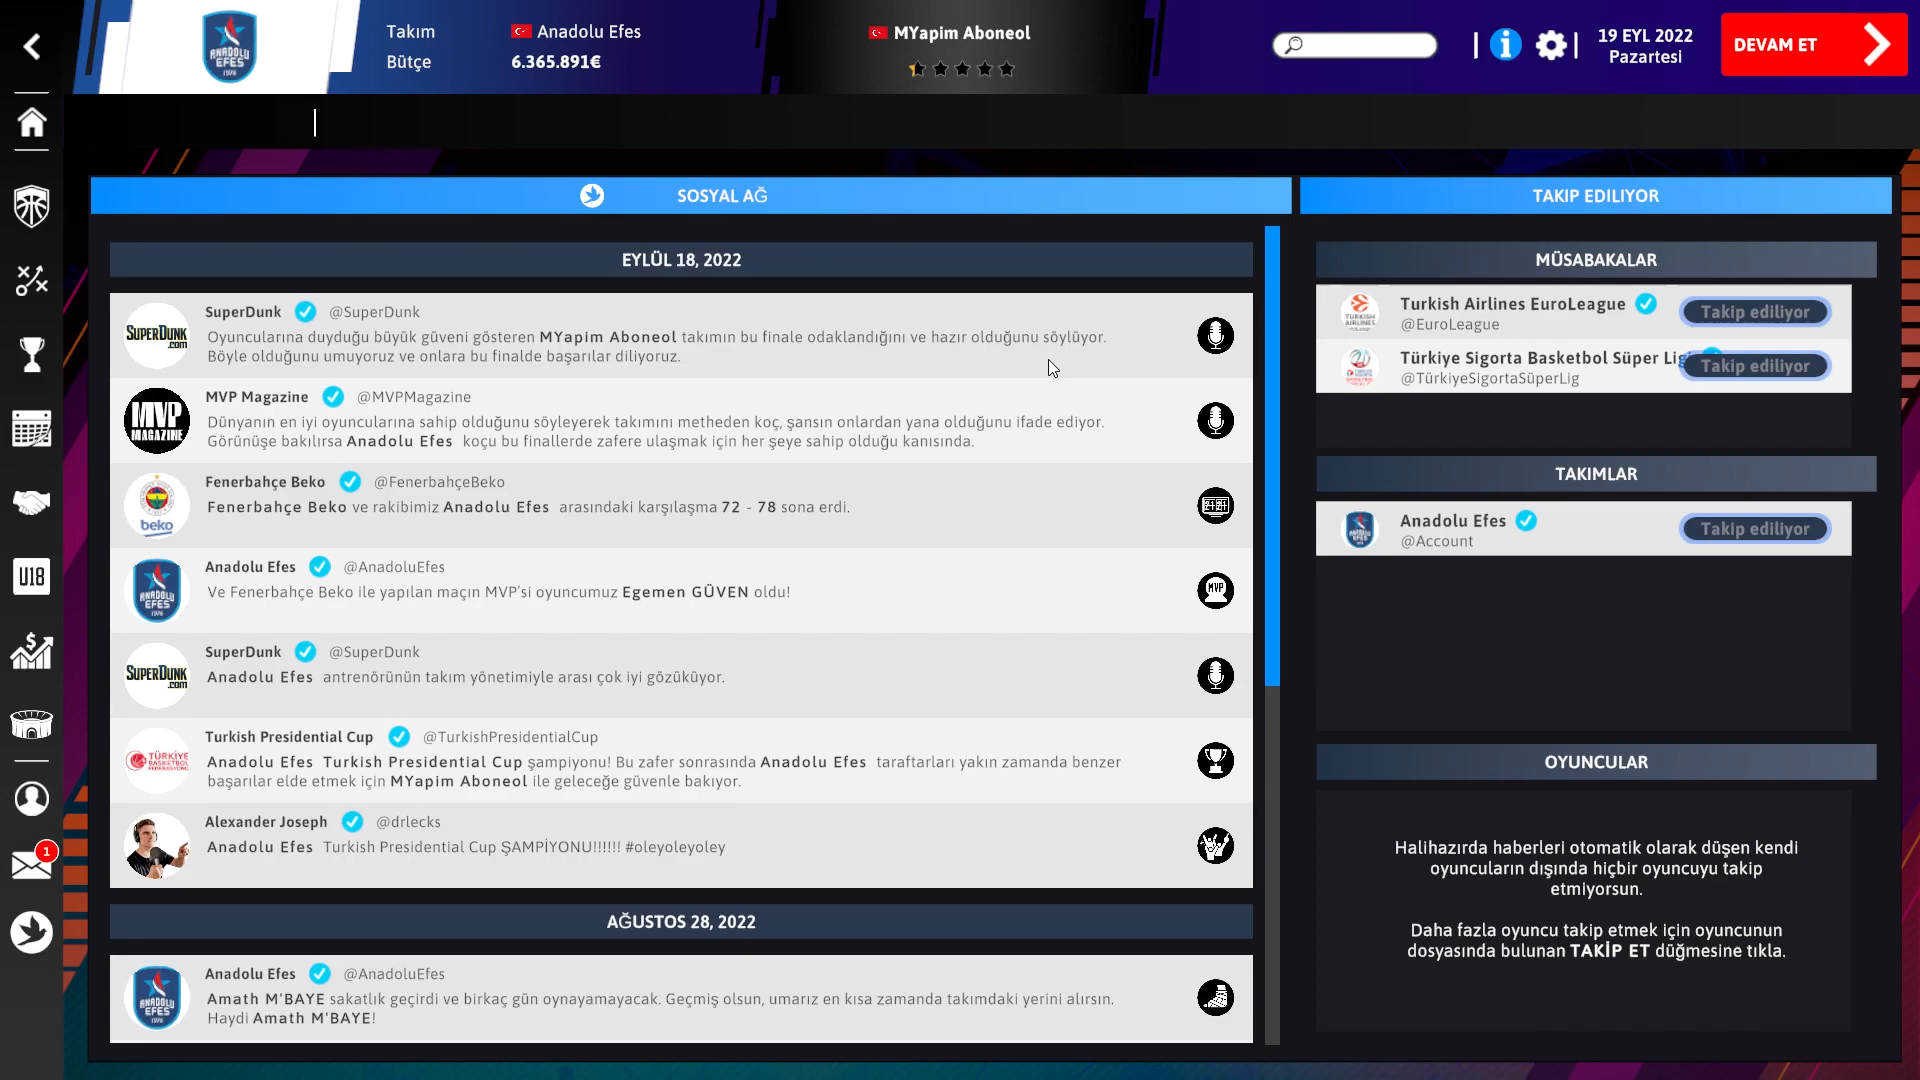 Takım
Anadolu Efes
Bütçe
6.365.891€
MYapim Aboneol
19 EYL 2022
Pazartesi
DEVAM ET
U18
1
SOSYAL AĞ
EYLÜL 18, 2022
SuperDunk @SuperDunk
Oyuncularına duyduğu büyük güveni gösteren MYapim Aboneol takımın bu finale odaklandığını ve hazır olduğunu söylüyor.
Böyle olduğunu umuyoruz ve onlara bu finalde başarılar diliyoruz.
MVP Magazine @MVPMagazine
Dünyanın en iyi oyuncularına sahip olduğunu söyleyerek takımını metheden koç, şansın onlardan yana olduğunu ifade ediyor.
Görünüşe bakılırsa Anadolu Efes koçu bu finallerde zafere ulaşmak için her şeye sahip olduğu kanısında.
Fenerbahçe Beko @FenerbahçeBeko
Fenerbahçe Beko ve rakibimiz Anadolu Efes arasındaki karşılaşma 72 - 78 sona erdi.
Anadolu Efes @AnadoluEfes
Ve Fenerbahçe Beko ile yapılan maçın MVP'si oyuncumuz Egemen GÜVEN oldu!
SuperDunk @SuperDunk
Anadolu Efes antrenörünün takım yönetimiyle arası çok iyi gözüküyor.
Turkish Presidential Cup @TurkishPresidentialCup
Anadolu Efes Turkish Presidential Cup şampiyonu! Bu zafer sonrasında Anadolu Efes taraftarları yakın zamanda benzer
başarılar elde etmek için MYapim Aboneol ile geleceğe güvenle bakıyor.
Alexander Joseph @drlecks
Anadolu Efes Turkish Presidential Cup ŞAMPİYONU!!!!!! #oleyoleyoley
AĞUSTOS 28, 2022
Anadolu Efes @AnadoluEfes
Amath M'BAYE sakatlık geçirdi ve birkaç gün oynayamayacak. Geçmiş olsun, umarız en kısa zamanda takımdaki yerini alırsın.
Haydi Amath M'BAYE!
TAKIP EDILIYOR
MÜSABAKALAR
Turkish Airlines EuroLeague
@EuroLeague
Takip ediliyor
Türkiye Sigorta Basketbol Süper Ligi
@TürkiyeSigortaSüperLig
Takip ediliyor
TAKIMLAR
Anadolu Efes
@Account
Takip ediliyor
OYUNCULAR
Halihazırda haberleri otomatik olarak düşen kendi
oyuncuların dışında hiçbir oyuncuyu takip
etmiyorsun.
Daha fazla oyuncu takip etmek için oyuncunun
dosyasında bulunan TAKİP ET düğmesine tıkla.